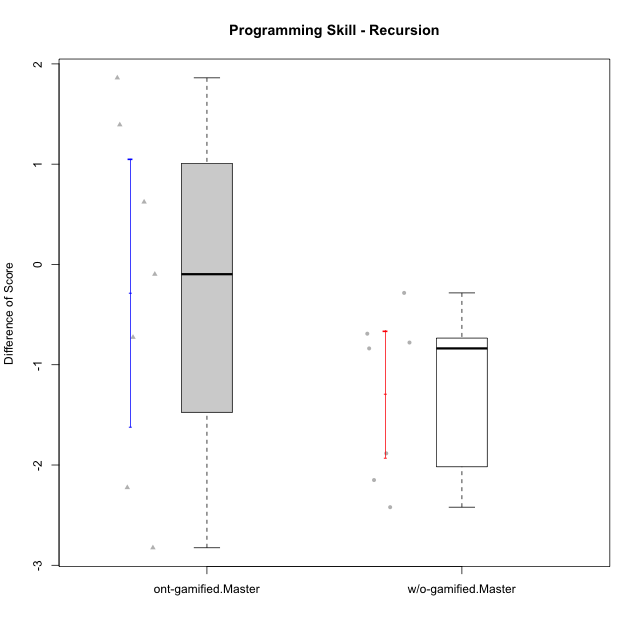 Programming Skill - Recursion
2
1
0
-1
-2
-3
Difference of Score
ont-gamified.Master
w/o-gamified.Master